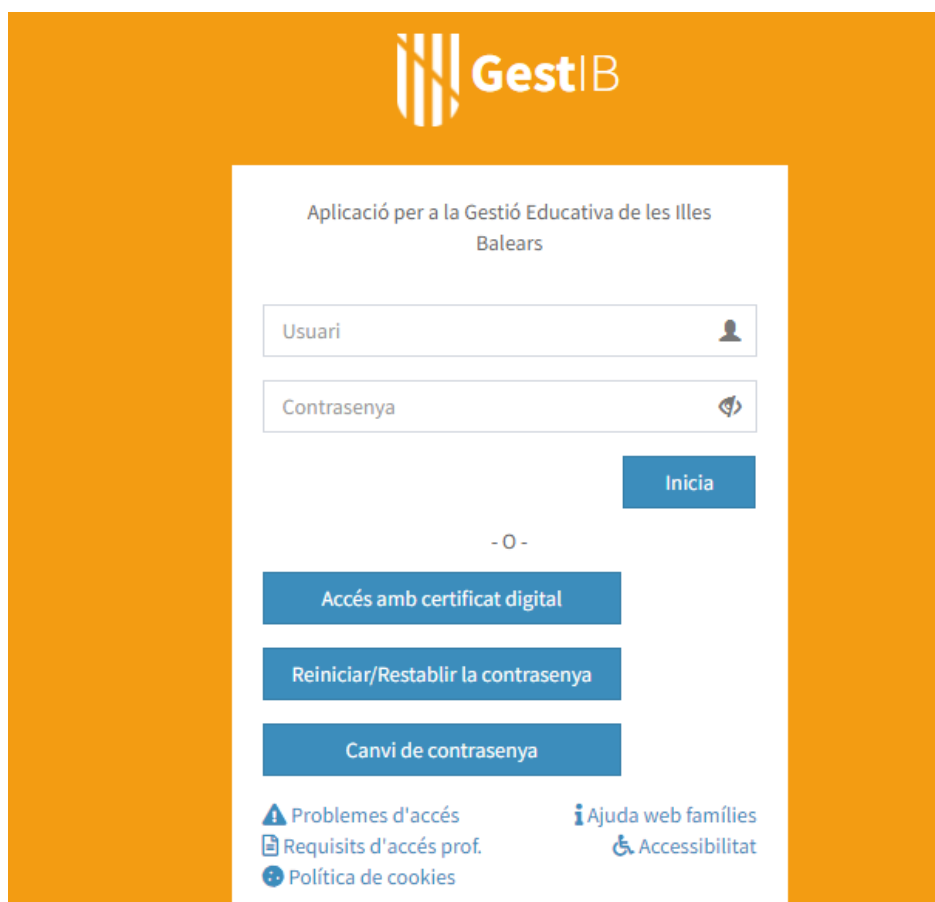 GestIB
Aplicació per a la Gestió Educativa de les Illes
Balears
Usuari
Contrasenya
Inicia
- O -
Accés amb certificat digital
Reiniciar/Restablir la contrasenya
Canvi de contrasenya
Problemes d'accés
Ajuda web famílies
Requisits d'accés prof.
Accessibilitat
Política de cookies